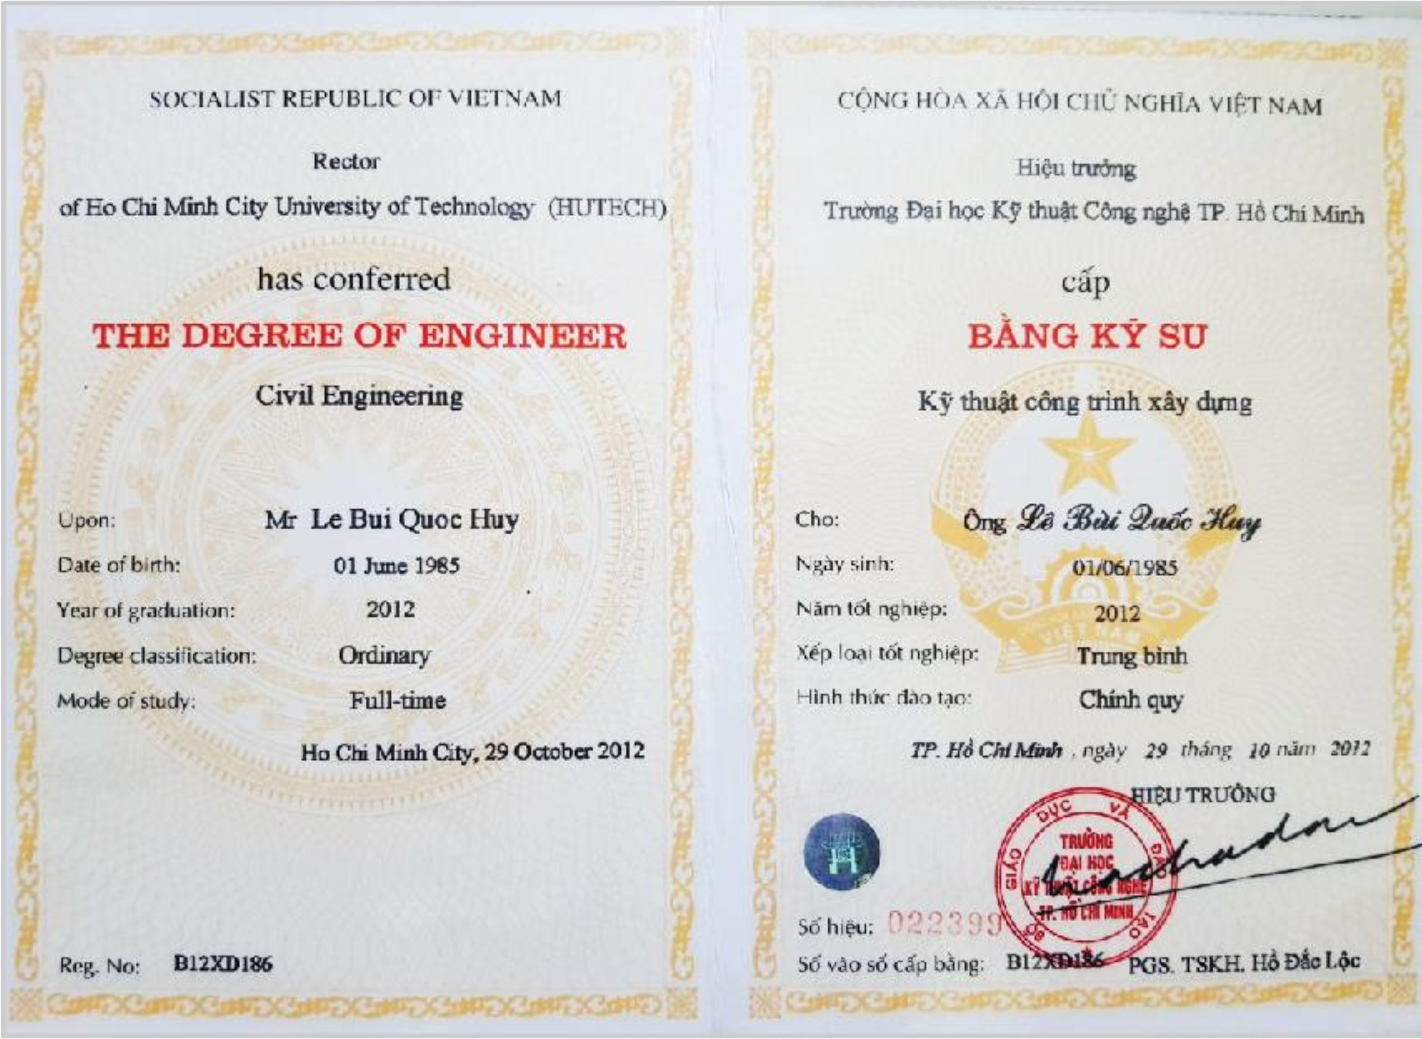 SOCIALIST REPUBLIC OF VIETNAM
Rector
of Ho Chi Minh City University of Technology (HUTECH)
has conferred
THE DEGREE OF ENGINEER
Civil Engineering
Upon: Mr Le Bui Quoc Huy
Date of birth: 01 June 1985
Year of graduation: 2012
Degree classification: Ordinary
Mode of study: Full-time
Ho Chi Minh City, 29 October 2012
Reg. No: B12XD186
CỘNG HÒA XÃ HỘI CHỦ NGHĨA VIỆT NAM
Hiệu trưởng
Trường Đại học Kỹ thuật Công nghệ TP. Hồ Chí Minh
cấp
BẰNG KỸ SƯ
Kỹ thuật công trình xây dựng
Cho: Ông Lê Bùi Quốc Huy
Ngày sinh: 01/06/1985
Năm tốt nghiệp: 2012
Xếp loại tốt nghiệp: Trung bình
Hình thức đào tạo: Chính quy
VIỆT NAM
TP. Hồ Chí Minh , ngày 29 tháng 10 năm 2012
HIỆU TRƯỞNG
BỘ GIÁO DỤC VÀ ĐÀO TẠO
TRƯỜNG
ĐẠI HỌC
KỸ THUẬT CÔNG NGHỆ
TP. HỒ CHÍ MINH
Số hiệu: 022399
Số vào sổ cấp bằng: B12XD186
PGS. TSKH. Hồ Đắc Lộc